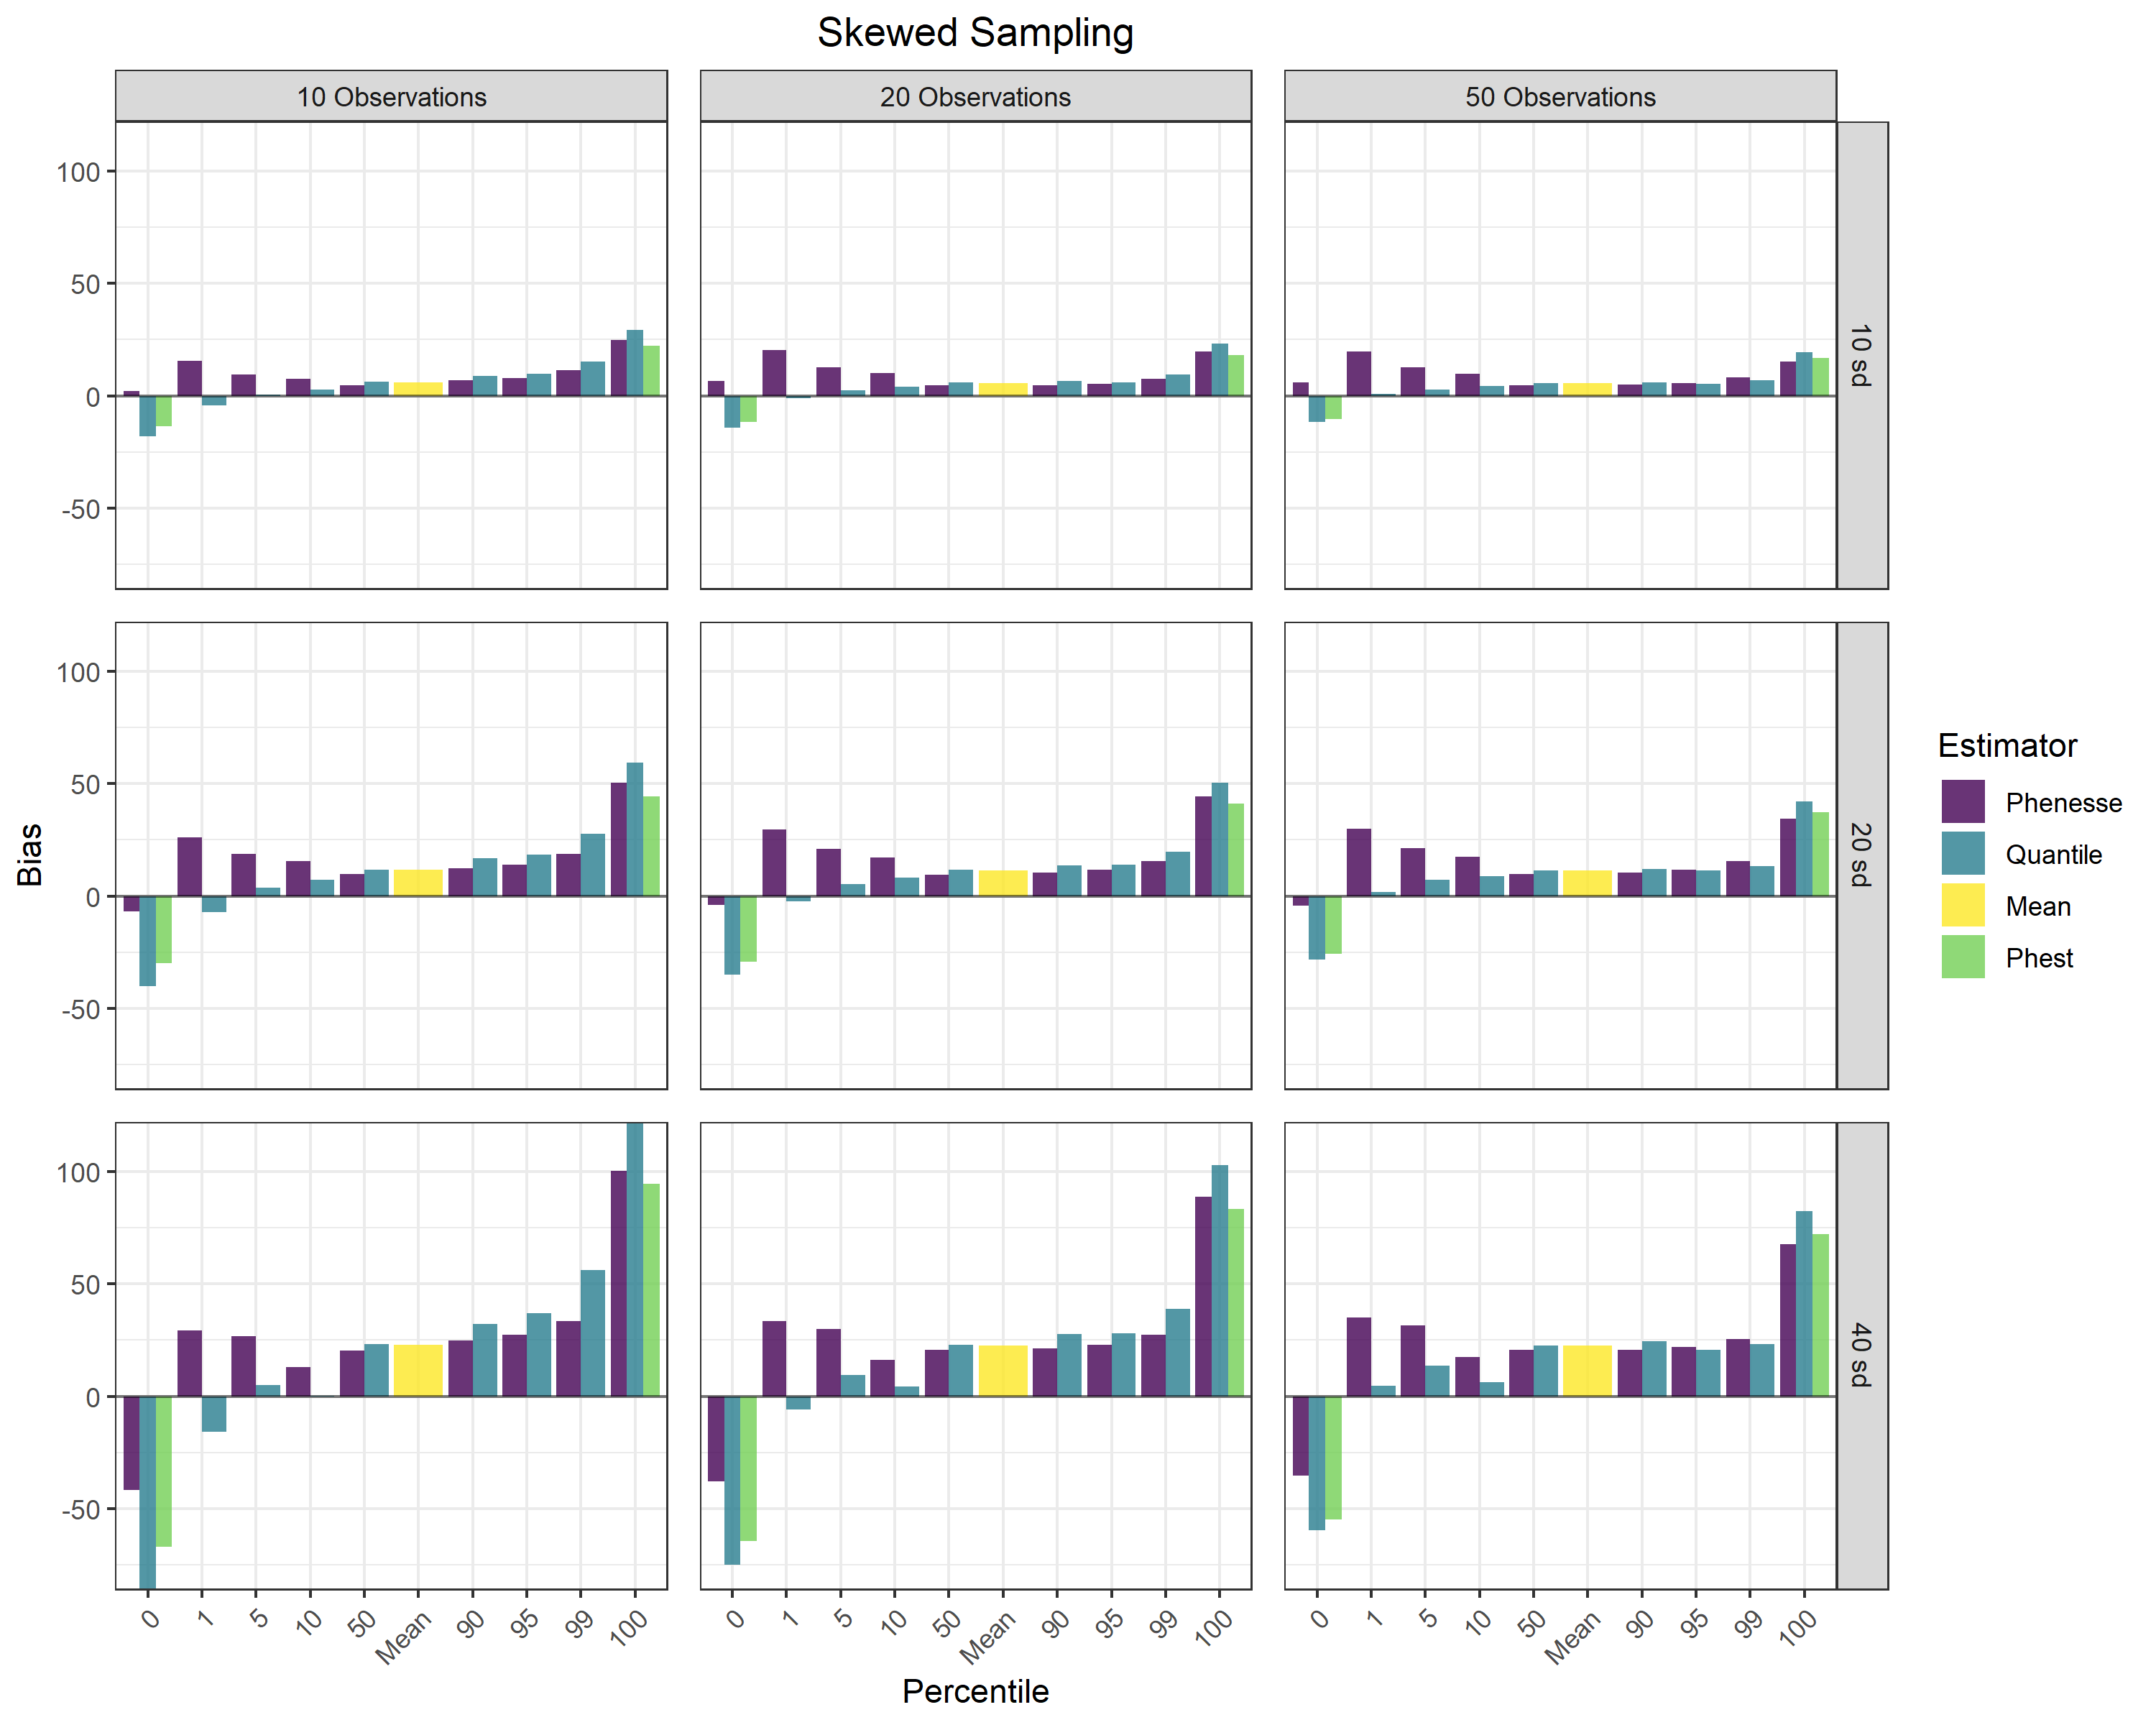 Skewed Sampling
10 Observations
20 Observations
50 Observations
100
50
0
-50
10 sd
100
50
0
-50
20 sd
100
50
0
-50
40 sd
Bias
0 1 5 10 50 Mean 90 95 99 100
0 1 5 10 50 Mean 90 95 99 100
0 1 5 10 50 Mean 90 95 99 100
Percentile
Estimator
Phenesse
Quantile
Mean
Phest